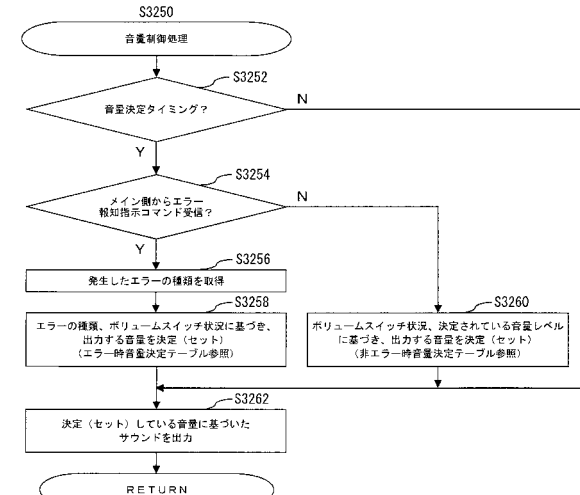 S3250
音量制御処理
S3252
音量決定タイミング？
N
Y
S3254
メイン側からエラー
報知指示コマンド受信？
N
Y
S3256
発生したエラーの種類を取得
S3258
エラーの種類、ボリュームスイッチ状況に基づき、
出力する音量を決定（セット）
（エラー時音量決定テーブル参照）
S3260
ボリュームスイッチ状況、決定されている音量レベル
に基づき、出力する音量を決定（セット）
（非エラー時音量決定テーブル参照）
S3262
決定（セット）している音量に基づいた
サウンドを出力
RETURN